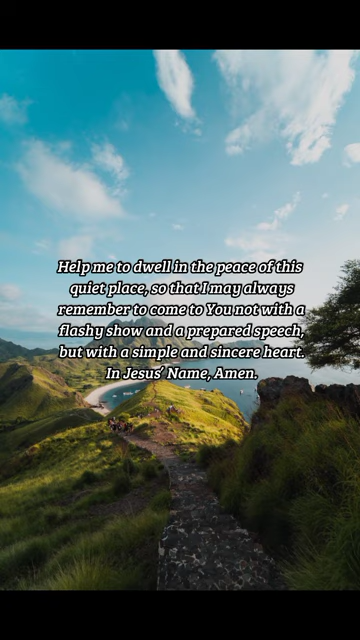 Help me to dwell in the peace of this
quiet place, so that I may always
remember to come to You not with a
flashy show and a prepared speech,
but with a simple and sincere heart.
In Jesus' Name, Amen.